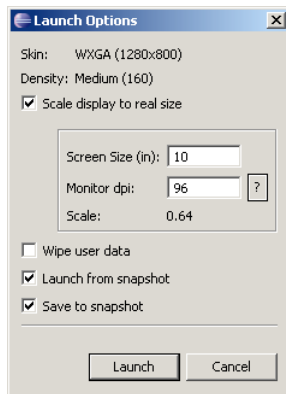 Launch Options
Skin: WXGA (1280x800)
Density: Medium (160)
Scale display to real size
Screen Size (in): 10
Monitor dpi: 96 ?
Scale: 0.64
Wipe user data
Launch from snapshot
Save to snapshot
Launch Cancel